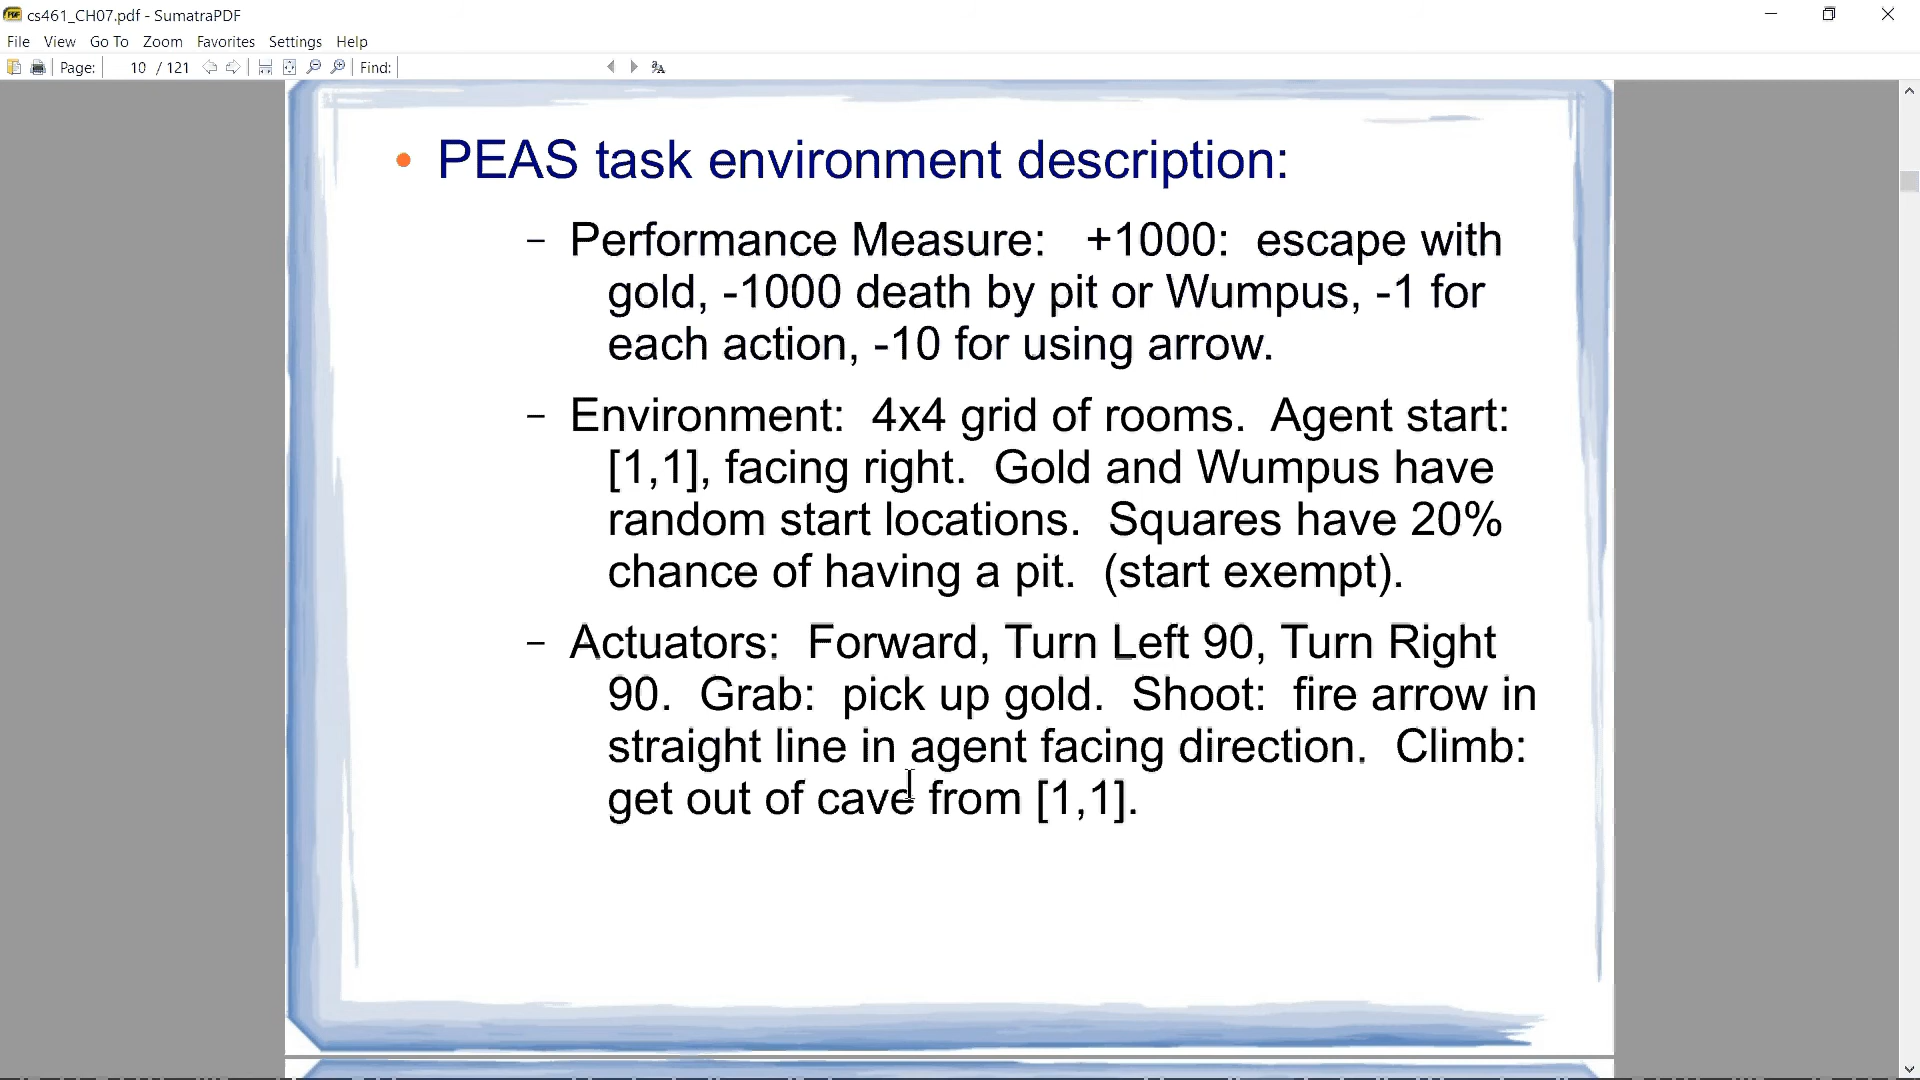 cs461_CH07.pdf - SumatraPDF
File View Go To Zoom Favorites Settings Help
Page: 10 / 121 Find:
• PEAS task environment description:
– Performance Measure: +1000: escape with
gold, -1000 death by pit or Wumpus, -1 for
each action, -10 for using arrow.
– Environment: 4x4 grid of rooms. Agent start:
[1,1], facing right. Gold and Wumpus have
random start locations. Squares have 20%
chance of having a pit. (start exempt).
– Actuators: Forward, Turn Left 90, Turn Right
90. Grab: pick up gold. Shoot: fire arrow in
straight line in agent facing direction. Climb:
get out of cave from [1,1].